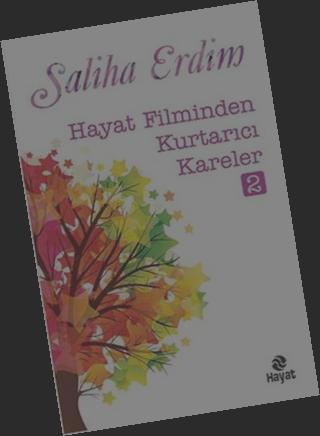 Saliha Erdim
Hayat Filminden
Kurtarıcı
Kareler
2
Hayat